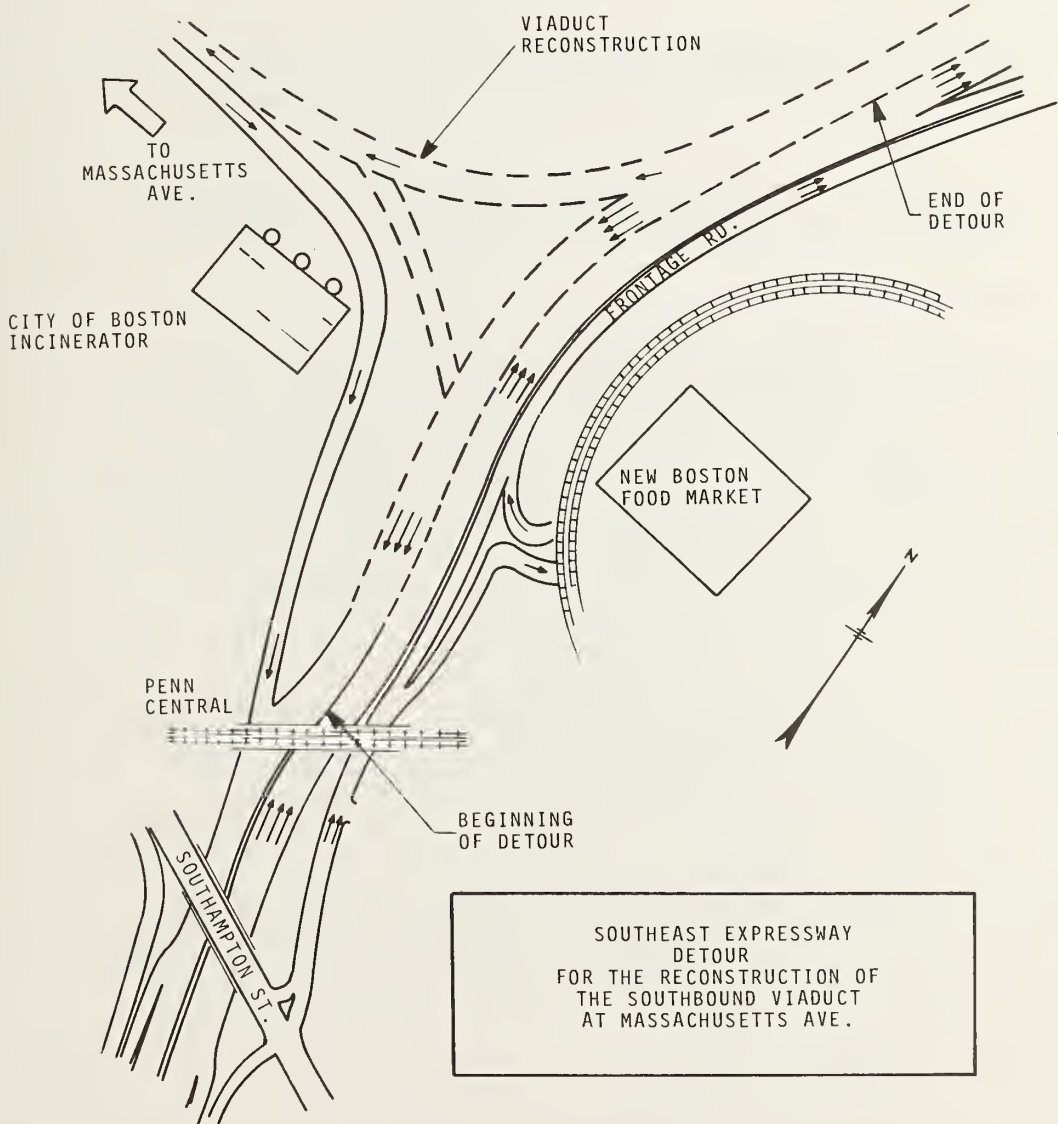 VIADUCT
RECONSTRUCTION
TO
MASSACHUSETTS
AVE.
END OF
DETOUR
FRONTAGE RD.
CITY OF BOSTON
INCINERATOR
NEW BOSTON
FOOD MARKET
N
PENN
CENTRAL
BEGINNING
OF DETOUR
SOUTHAMPTON ST.
SOUTHEAST EXPRESSWAY
DETOUR
FOR THE RECONSTRUCTION OF
THE SOUTHBOUND VIADUCT
AT MASSACHUSETTS AVE.